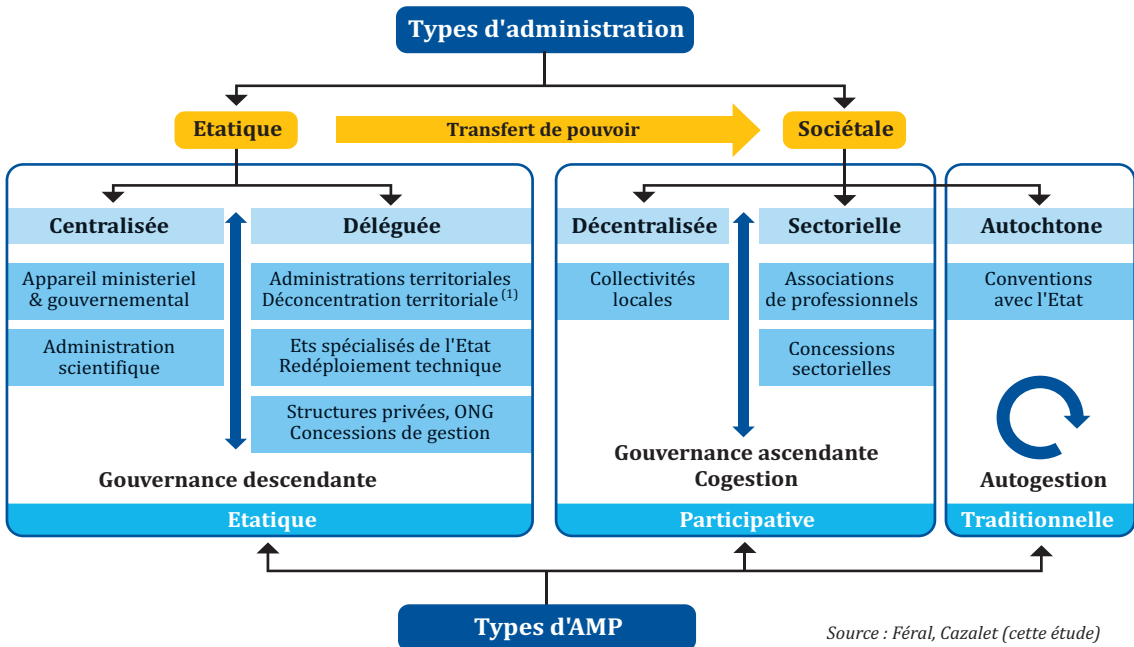 Types d'administration
Etatique
Transfert de pouvoir
Sociétale
Centralisée
Déléguée
Décentralisée
Sectorielle
Autochtone
Appareil ministeriel
& gouvernemental
Administrations territoriales
Déconcentration territoriale (1)
Collectivités
locales
Associations
de professionnels
Conventions
avec l'Etat
Administration
scientifique
Ets spécialisés de l'Etat
Redéploiement technique
Concessions
sectorielles
Structures privées, ONG
Concessions de gestion
Gouvernance descendante
Gouvernance ascendante
Cogestion
Autogestion
Etatique
Participative
Traditionnelle
Types d'AMP
Source : Féral, Cazalet (cette étude)